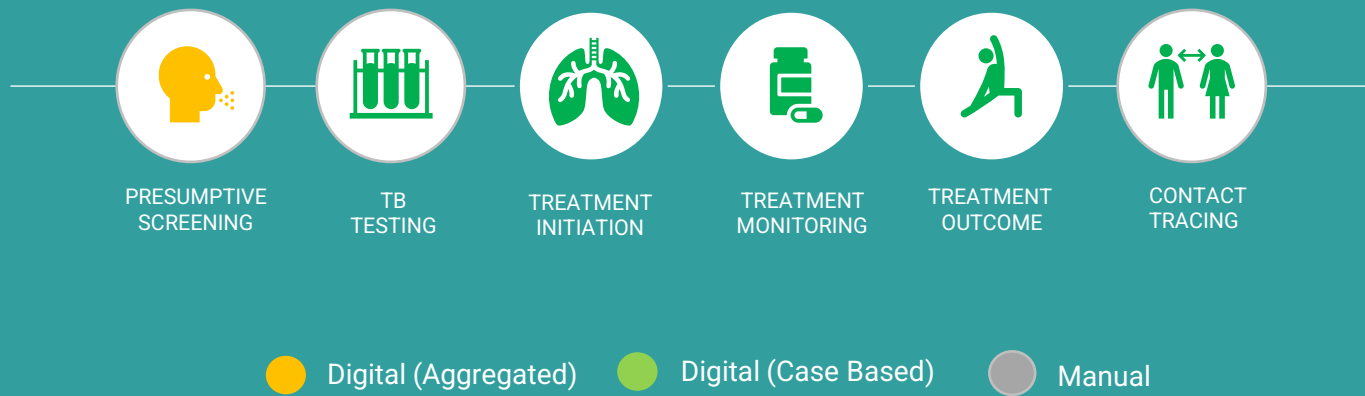 PRESUMPTIVE
SCREENING
TB
TESTING
TREATMENT
INITIATION
TREATMENT
MONITORING
TREATMENT
OUTCOME
CONTACT
TRACING
Digital (Aggregated)
Digital (Case Based)
Manual